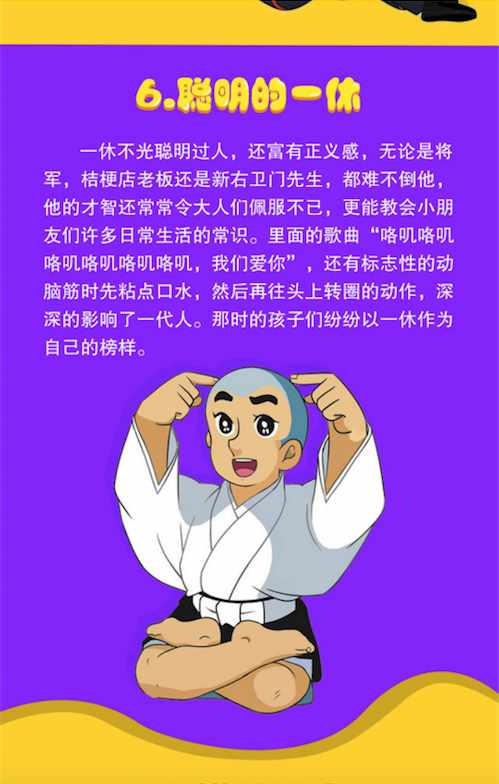 6.聪明的一休
一休不光聪明过人，还富有正义感，无论是将
军，桔梗店老板还是新右卫门先生，都难不倒他，
他的才智还常常令大人们佩服不已，更能教会小朋
友们许多日常生活的常识。里面的歌曲“咯叽咯叽
咯叽咯叽咯叽咯叽，我们爱你”，还有标志性的动
脑筋时先粘点口水，然后再往头上转圈的动作，深
深的影响了一代人。那时的孩子们纷纷以一休作为
自己的榜样。